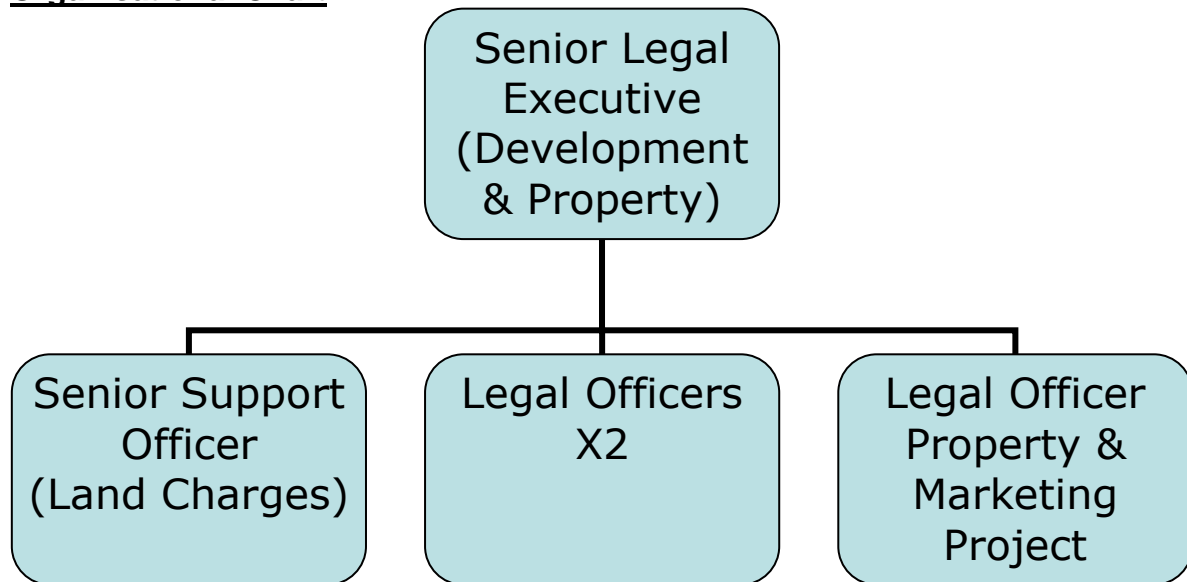 Senior Legal
Executive
(Development
& Property)
Senior Support
Officer
(Land Charges)
Legal Officers
X2
Legal Officer
Property &
Marketing
Project